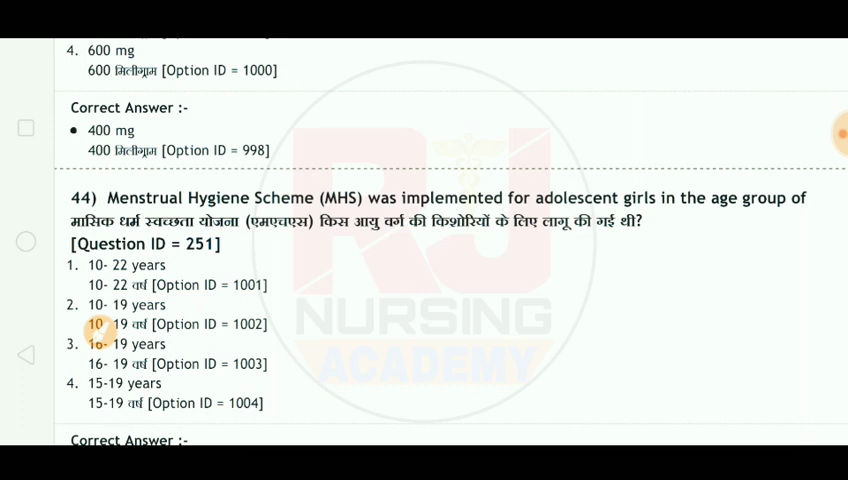 4. 600 mg
600 मिलीग्राम [Option ID = 1000]
Correct Answer :-
• 400 mg
400 मिलीग्राम [Option ID = 998]
44) Menstrual Hygiene Scheme (MHS) was implemented for adolescent girls in the age group of
मासिक धर्म स्वच्छता योजना (एमएचएस) किस आयु वर्ग की किशोरियों के लिए लागू की गई थी?
[Question ID = 251]
1. 10- 22 years
10- 22 वर्ष [Option ID = 1001]
2. 10- 19 years
10 19 वर्ष [Option ID = 1002]
3. 16- 19 years
16- 19 वर्ष [Option ID = 1003]
4. 15-19 years
15-19 वर्ष [Option ID = 1004]
Correct Answer :-
RJ
NURSING
ACADEMY